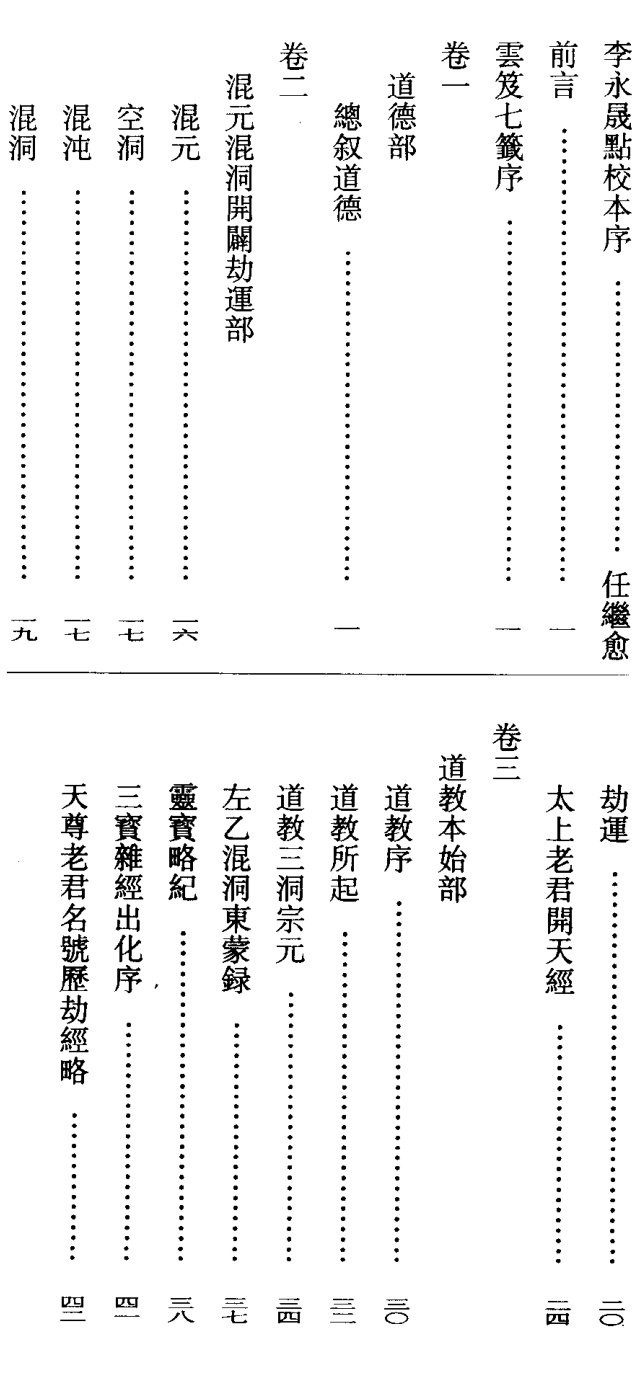 李永晟點校本序……任繼愈
前言……一
雲笈七籤序……一
卷一
道德部
總叙道德……一
卷二
混元混洞開闢劫運部
混元……一六
空洞……一七
混沌……一七
混洞……一九
劫運……二〇
太上老君開天經……二四
卷三
道教本始部
道教序……三〇
道教所起……三二
道教三洞宗元……三四
左乙混洞東蒙録……三七
靈寶略紀……三八
三寶雜經出化序……四一
天尊老君名號歷劫經略……四三